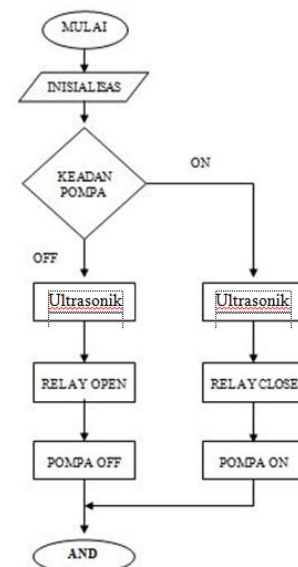 MULAI
INISIALISAS
KEADAN
POMPA
ON
OFF
Ultrasonik
Ultrasonik
RELAY OPEN
RELAY CLOSE
POMPA OFF
POMPA ON
AND